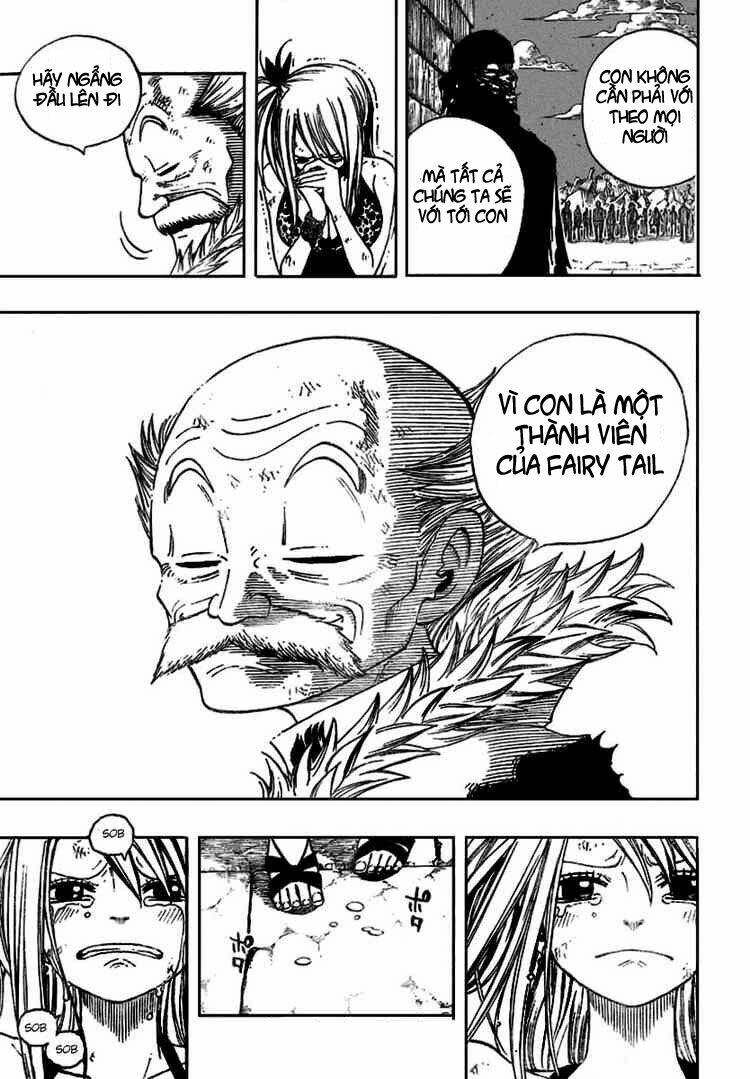 CON KHÔNG
CẦN PHẢI VỚI
THEO MỌI
NGƯỜI
MÀ TẤT CẢ
CHÚNG TA SẼ
VỚI TỚI CON
HÃY NGẨNG
ĐẦU LÊN ĐI
VÌ CON LÀ MỘT
THÀNH VIÊN
CỦA FAIRY TAIL
SOB
SOB
SOB